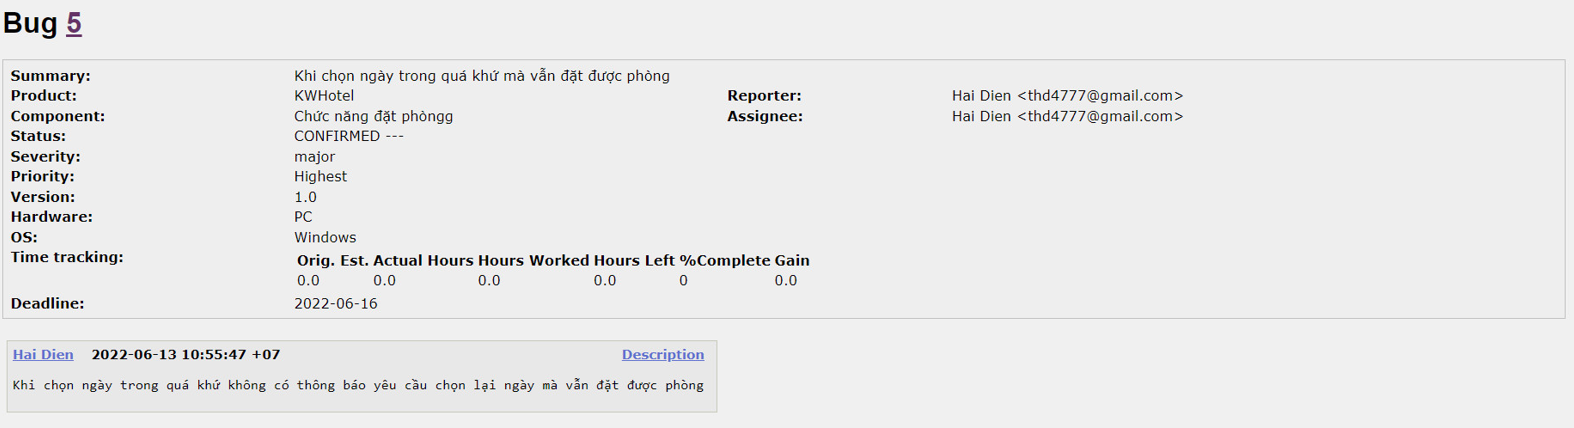 Bug 5
Summary: Khi chọn ngày trong quá khứ mà vẫn đặt được phòng
Product: KWHotel Reporter: Hai Dien <thd4777@gmail.com>
Component: Chức năng đặt phòngg Assignee: Hai Dien <thd4777@gmail.com>
Status: CONFIRMED ---
Severity: major
Priority: Highest
Version: 1.0
Hardware: PC
OS: Windows
Time tracking: Orig. Est. Actual Hours Hours Worked Hours Left %Complete Gain
0.0 0.0 0.0 0.0 0 0.0
Deadline: 2022-06-16
Hai Dien 2022-06-13 10:55:47 +07 Description
Khi chọn ngày trong quá khứ không có thông báo yêu cầu chọn lại ngày mà vẫn đặt được phòng